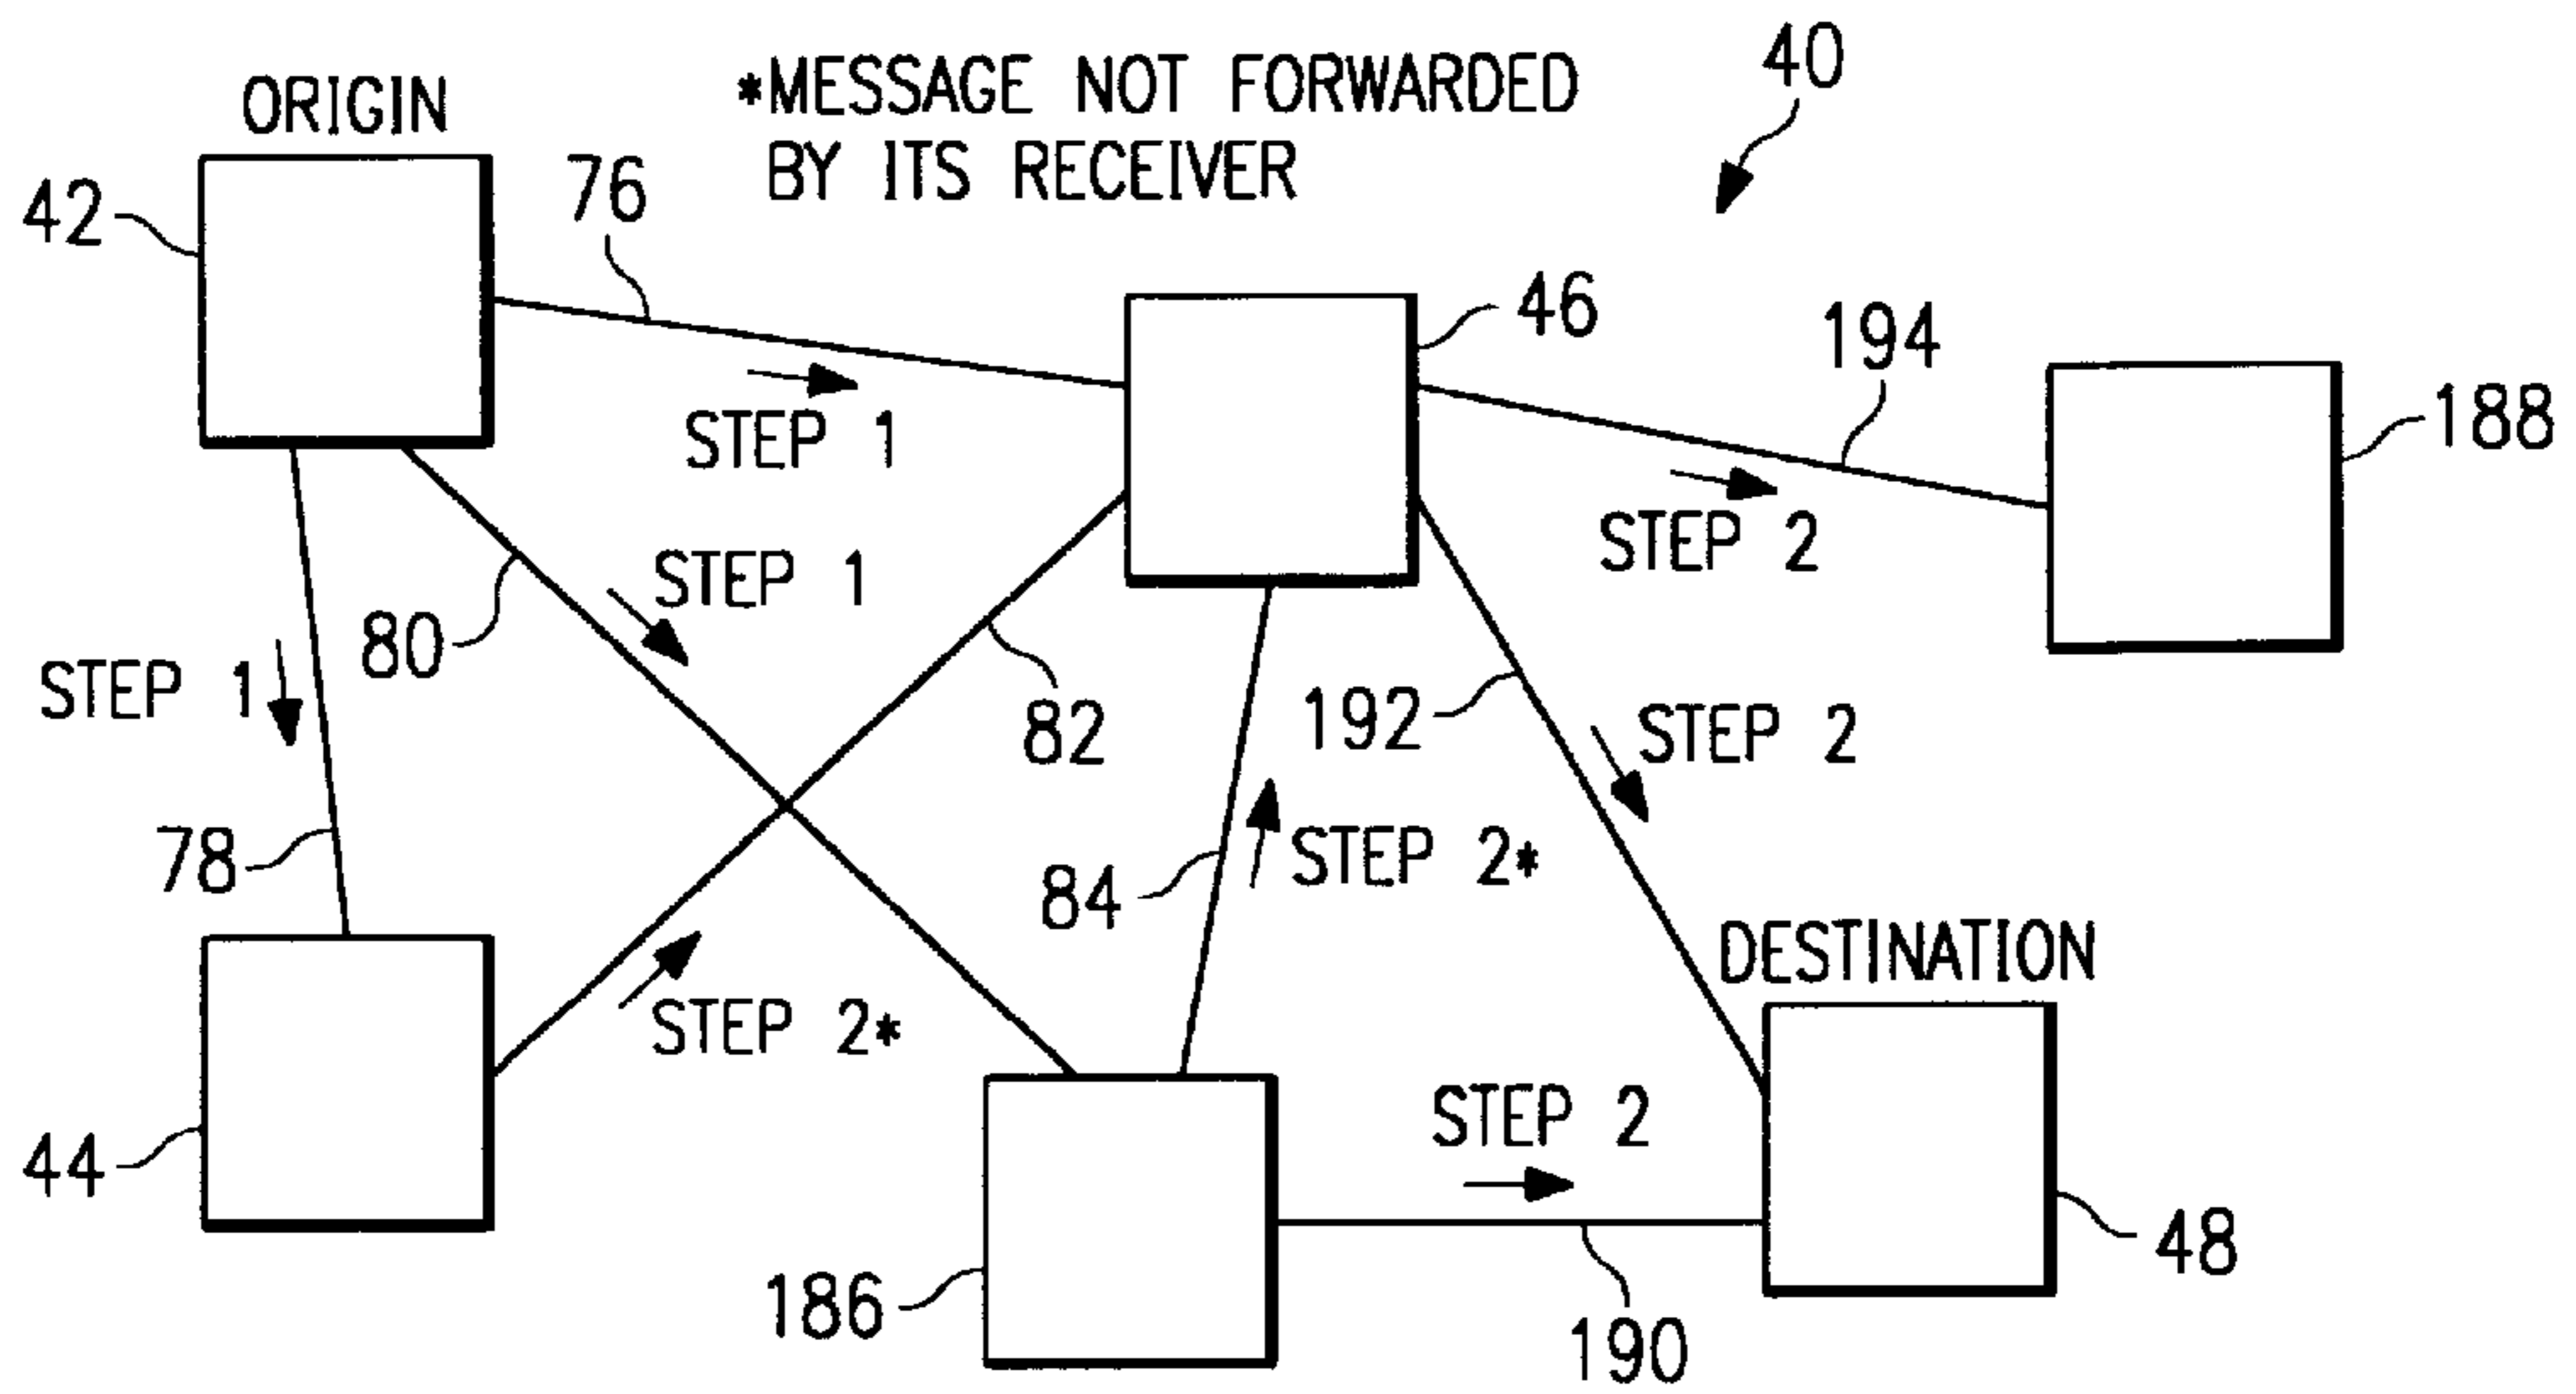 40
ORIGIN
*MESSAGE NOT FORWARDED
BY ITS RECEIVER
42
76
46
194
188
STEP 1
STEP 2
STEP 1
80
STEP 1
82
192
STEP 2
78
84
STEP 2*
DESTINATION
STEP 2*
STEP 2
44
48
186
190